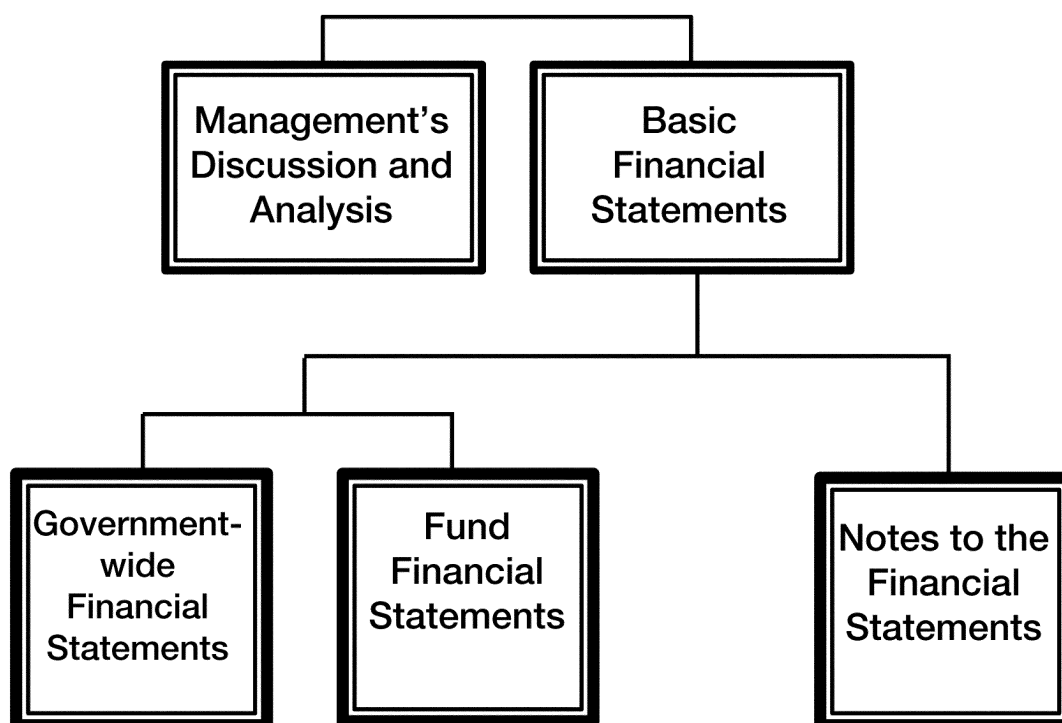 Management’s
Discussion and
Analysis
Basic
Financial
Statements
Government-
wide
Financial
Statements
Fund
Financial
Statements
Notes to the
Financial
Statements